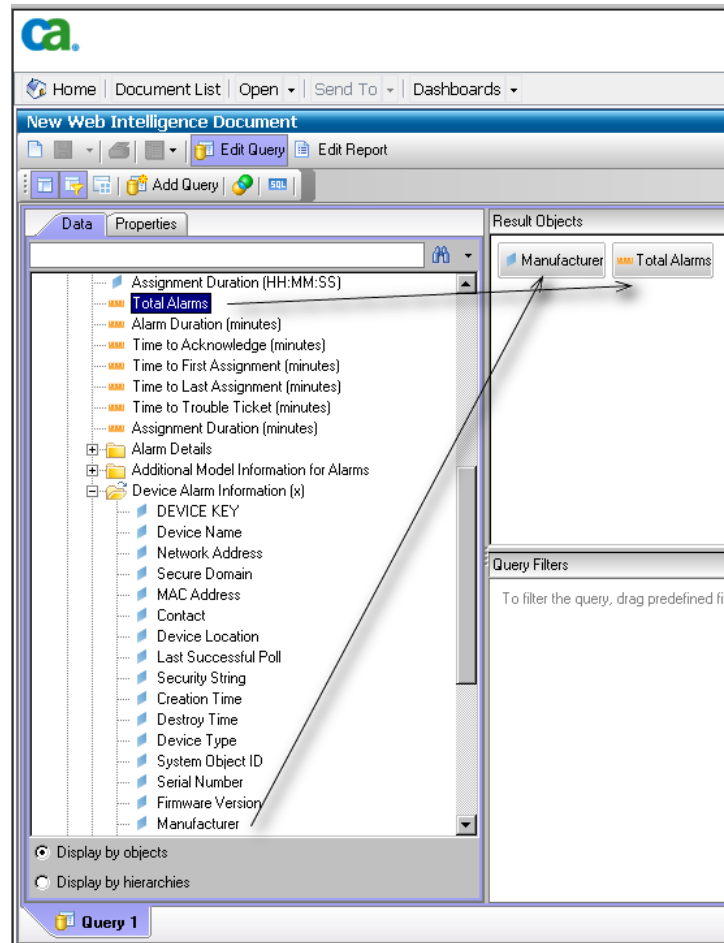 ca.
Home Document List Open Send To Dashboards
New Web Intelligence Document
Edit Query Edit Report
Add Query SQL
Data Properties
Result Objects
Manufacturer Total Alarms
Assignment Duration (HH:MM:SS)
Total Alarms
Alarm Duration (minutes)
Time to Acknowledge (minutes)
Time to First Assignment (minutes)
Time to Last Assignment (minutes)
Time to Trouble Ticket (minutes)
Assignment Duration (minutes)
Alarm Details
Additional Model Information for Alarms
Device Alarm Information (x)
DEVICE KEY
Device Name
Network Address
Secure Domain
MAC Address
Contact
Device Location
Last Successful Poll
Security String
Creation Time
Destroy Time
Device Type
System Object ID
Serial Number
Firmware Version
Manufacturer
Query Filters
To filter the query, drag predefined fi
Display by objects
Display by hierarchies
Query 1